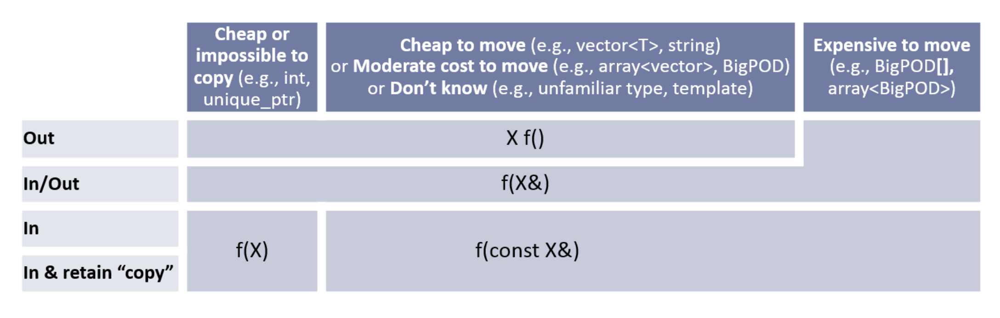 Cheap or
impossible to
copy (e.g., int,
unique_ptr)
Cheap to move (e.g., vector<T>, string)
or Moderate cost to move (e.g., array<vector>, BigPOD)
or Don’t know (e.g., unfamiliar type, template)
Expensive to move
(e.g., BigPOD[],
array<BigPOD>)
Out
X f()
In/Out
f(X&)
In
f(X)
f(const X&)
In & retain “copy”